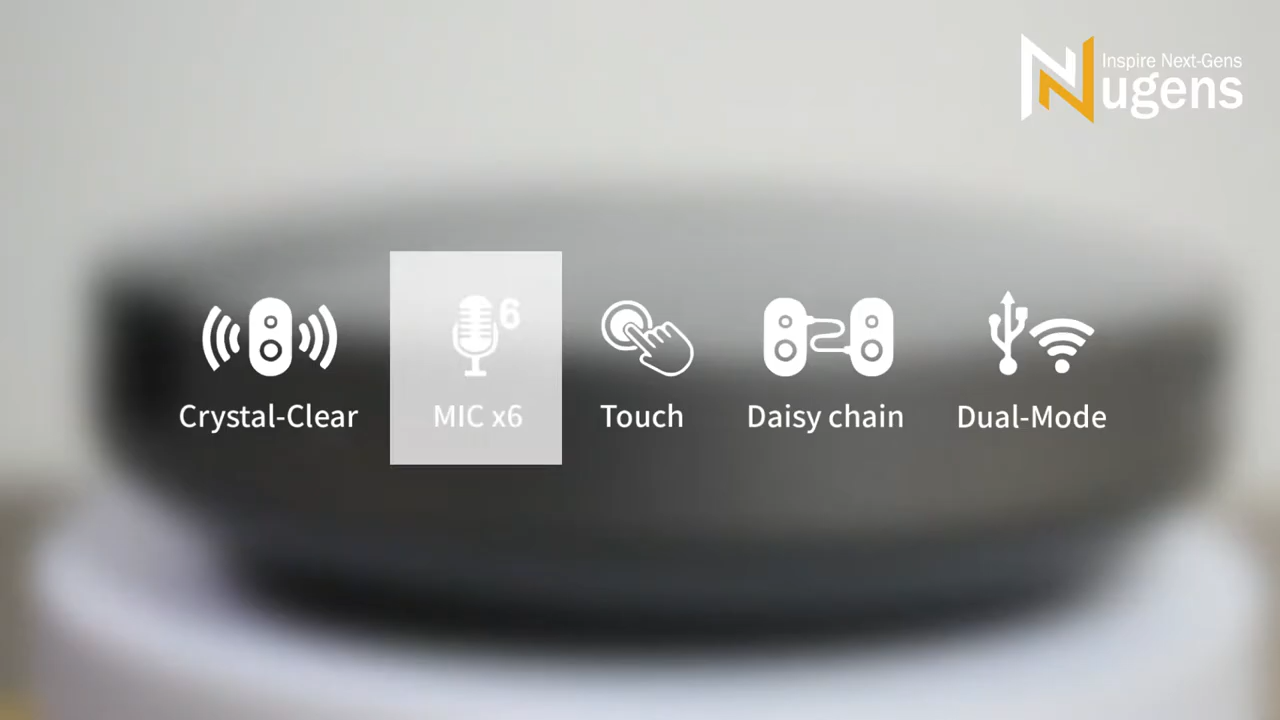 Inspire Next-Gens
Nugens
6
Crystal-Clear
MIC x6
Touch
Daisy chain
Dual-Mode